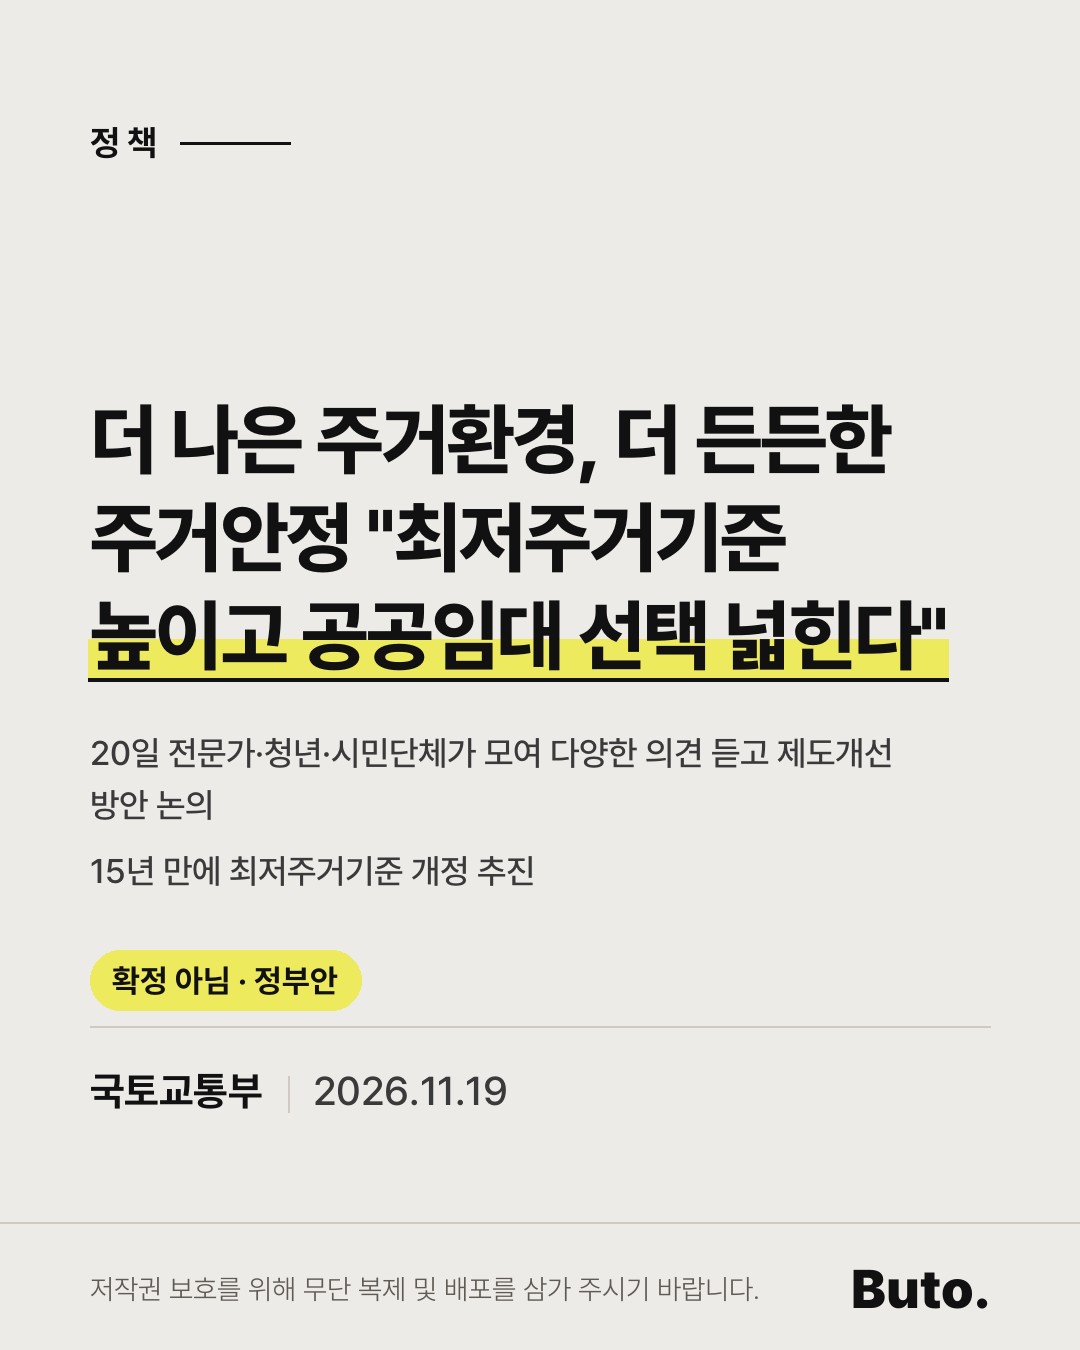 정책
더 나은 주거환경, 더 든든한
주거안정 "최저주거기준
높이고 공공임대 선택 넓힌다"
20일 전문가·청년·시민단체가 모여 다양한 의견 듣고 제도개선
방안 논의
15년 만에 최저주거기준 개정 추진
확정 아님 · 정부안
국토교통부 | 2026.11.19
저작권 보호를 위해 무단 복제 및 배포를 삼가 주시기 바랍니다.
Buto.